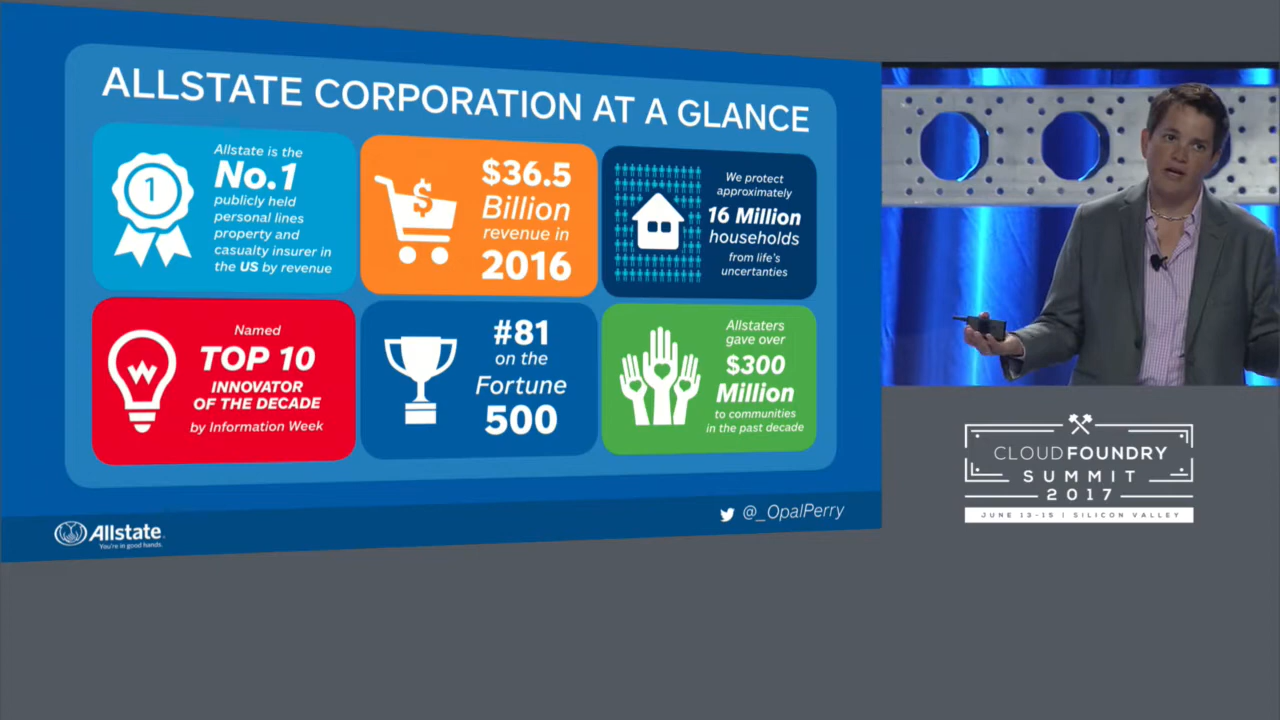 ALLSTATE CORPORATION AT A GLANCE
1
Allstate is the
No.1
publicly held
personal lines
property and
casualty insurer in
the US by revenue
$
$36.5
Billion
revenue in
2016
We protect
approximately
16 Million
households
from life's
uncertanties
Named
TOP 10
INNOVATOR
OF THE DECADE
by Information Week
#81
on the
Fortune
500
Allstaters
gave over
$300
Million
to communities
in the past decade
Allstate.
You're in good hands.
@_OpalPerry
CLOUD FOUNDRY
SUMMIT
2017
JUNE 13-15 | SILICON VALLEY